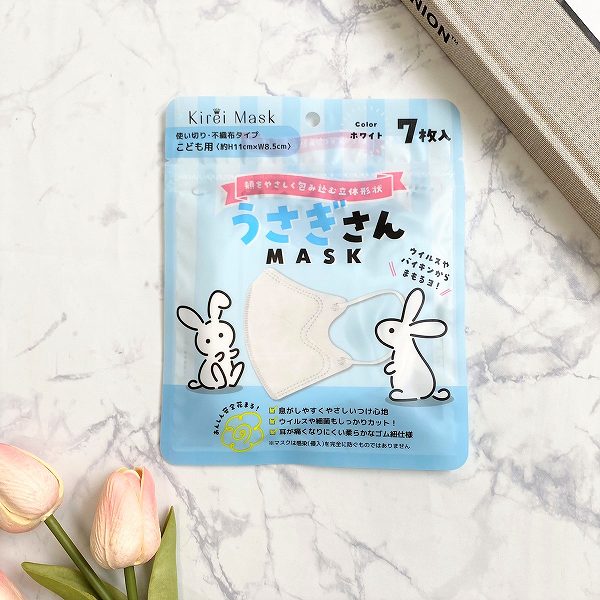 NION™
Kirei Mask
使い切り・不織布タイプ
こども用（約H11cm×W8.5cm）
Color
ホワイト
7枚入
頬をやさしく包み込む立体形状
うさぎさん
MASK
ウイルスや
バイキンから
まもるヨ！
あんしん安全花まる！
息がしやすくやさしいつけ心地
ウイルスや細菌もしっかりカット！
耳が痛くなりにくい柔らかなゴム紐仕様
※マスクは感染(侵入)を完全に防ぐものではありません